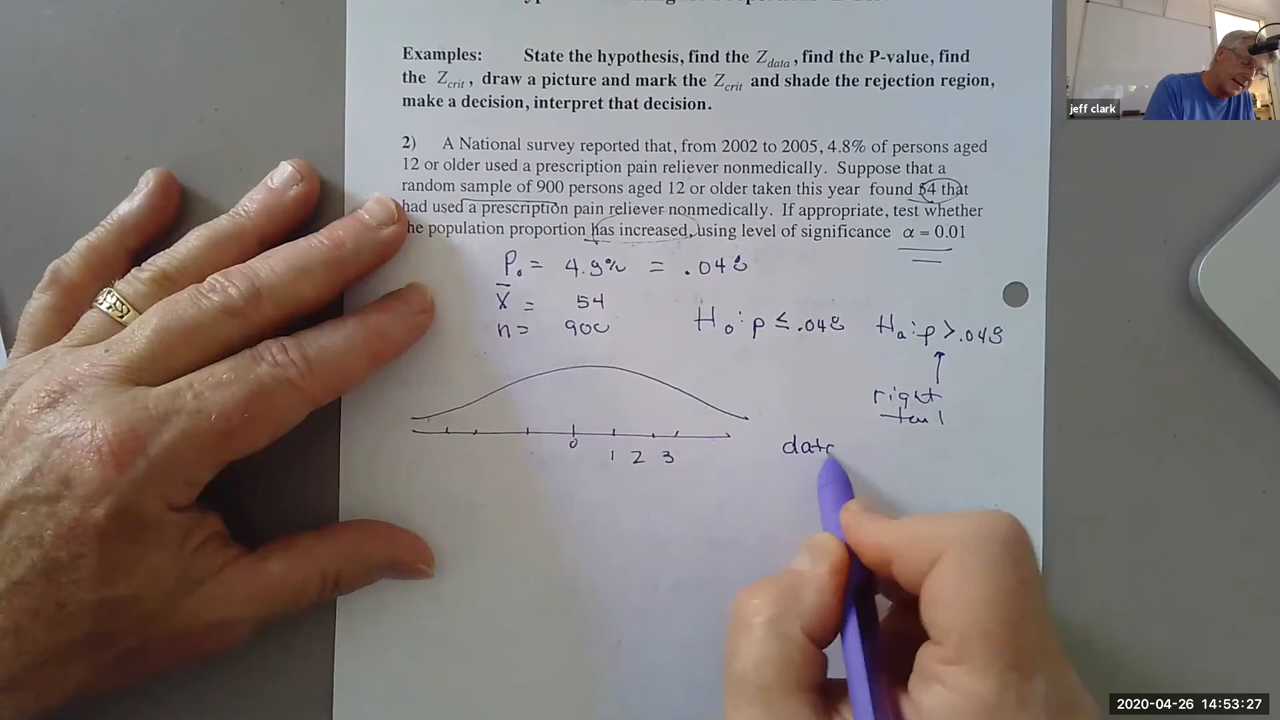 Examples: State the hypothesis, find the Z_data, find the P-value, find
the Z_crit, draw a picture and mark the Z_crit and shade the rejection region,
make a decision, interpret that decision.
2) A National survey reported that, from 2002 to 2005, 4.8% of persons aged
12 or older used a prescription pain reliever nonmedically. Suppose that a
random sample of 900 persons aged 12 or older taken this year found 54 that
had used a prescription pain reliever nonmedically. If appropriate, test whether
he population proportion has increased, using level of significance α = 0.01
P₀ = 4.8% = .048
X = 54
n = 900
H₀: p ≤ .048 Hₐ: p > .048
right
tail
0
1 2 3
data
jeff clark
2020-04-26 14:53:27